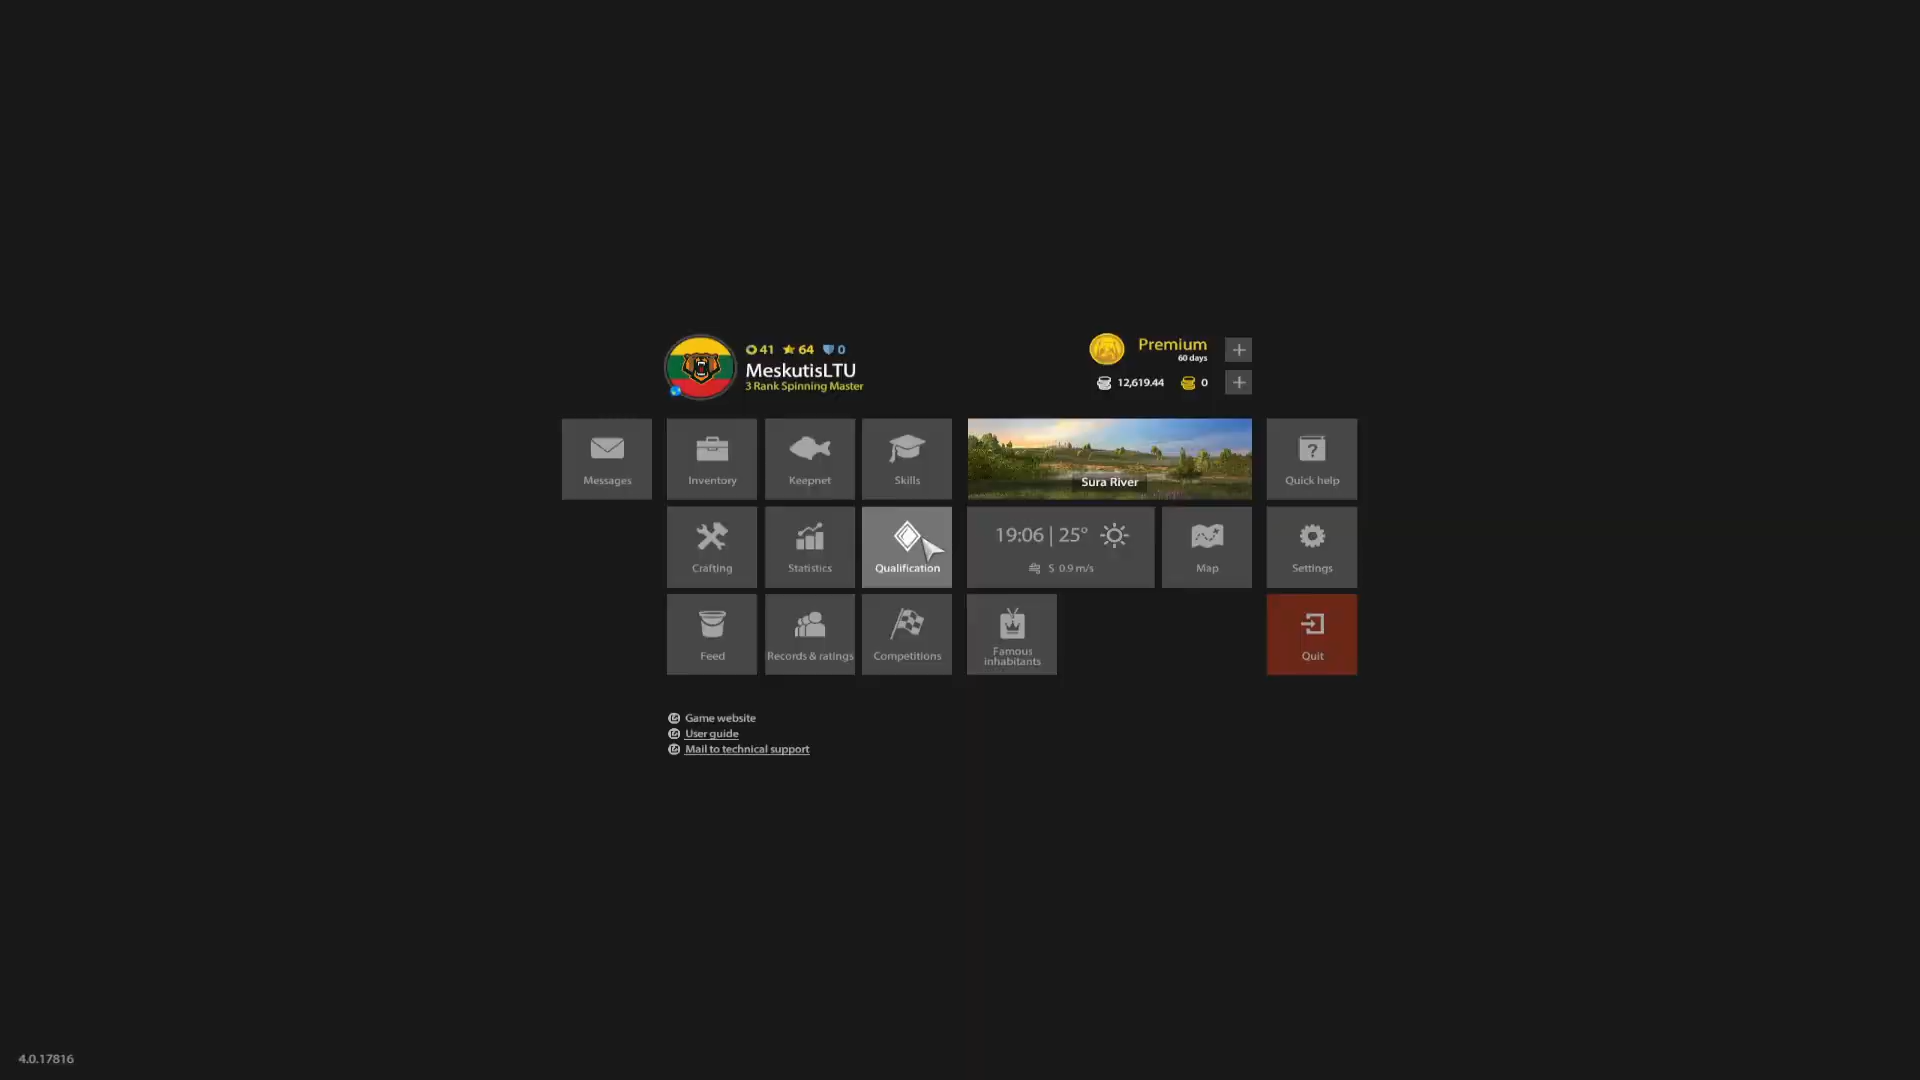 41 64 0
MeskutisLTU
3 Rank Spinning Master
Premium
60 days
12,619.44 0
Messages
Inventory
Keepnet
Skills
Sura River
Quick help
Crafting
Statistics
Qualification
19:06 | 25°
S 0.9 m/s
Map
Settings
Feed
Records & ratings
Competitions
Famous
inhabitants
Quit
Game website
User guide
Mail to technical support
4.0.17816